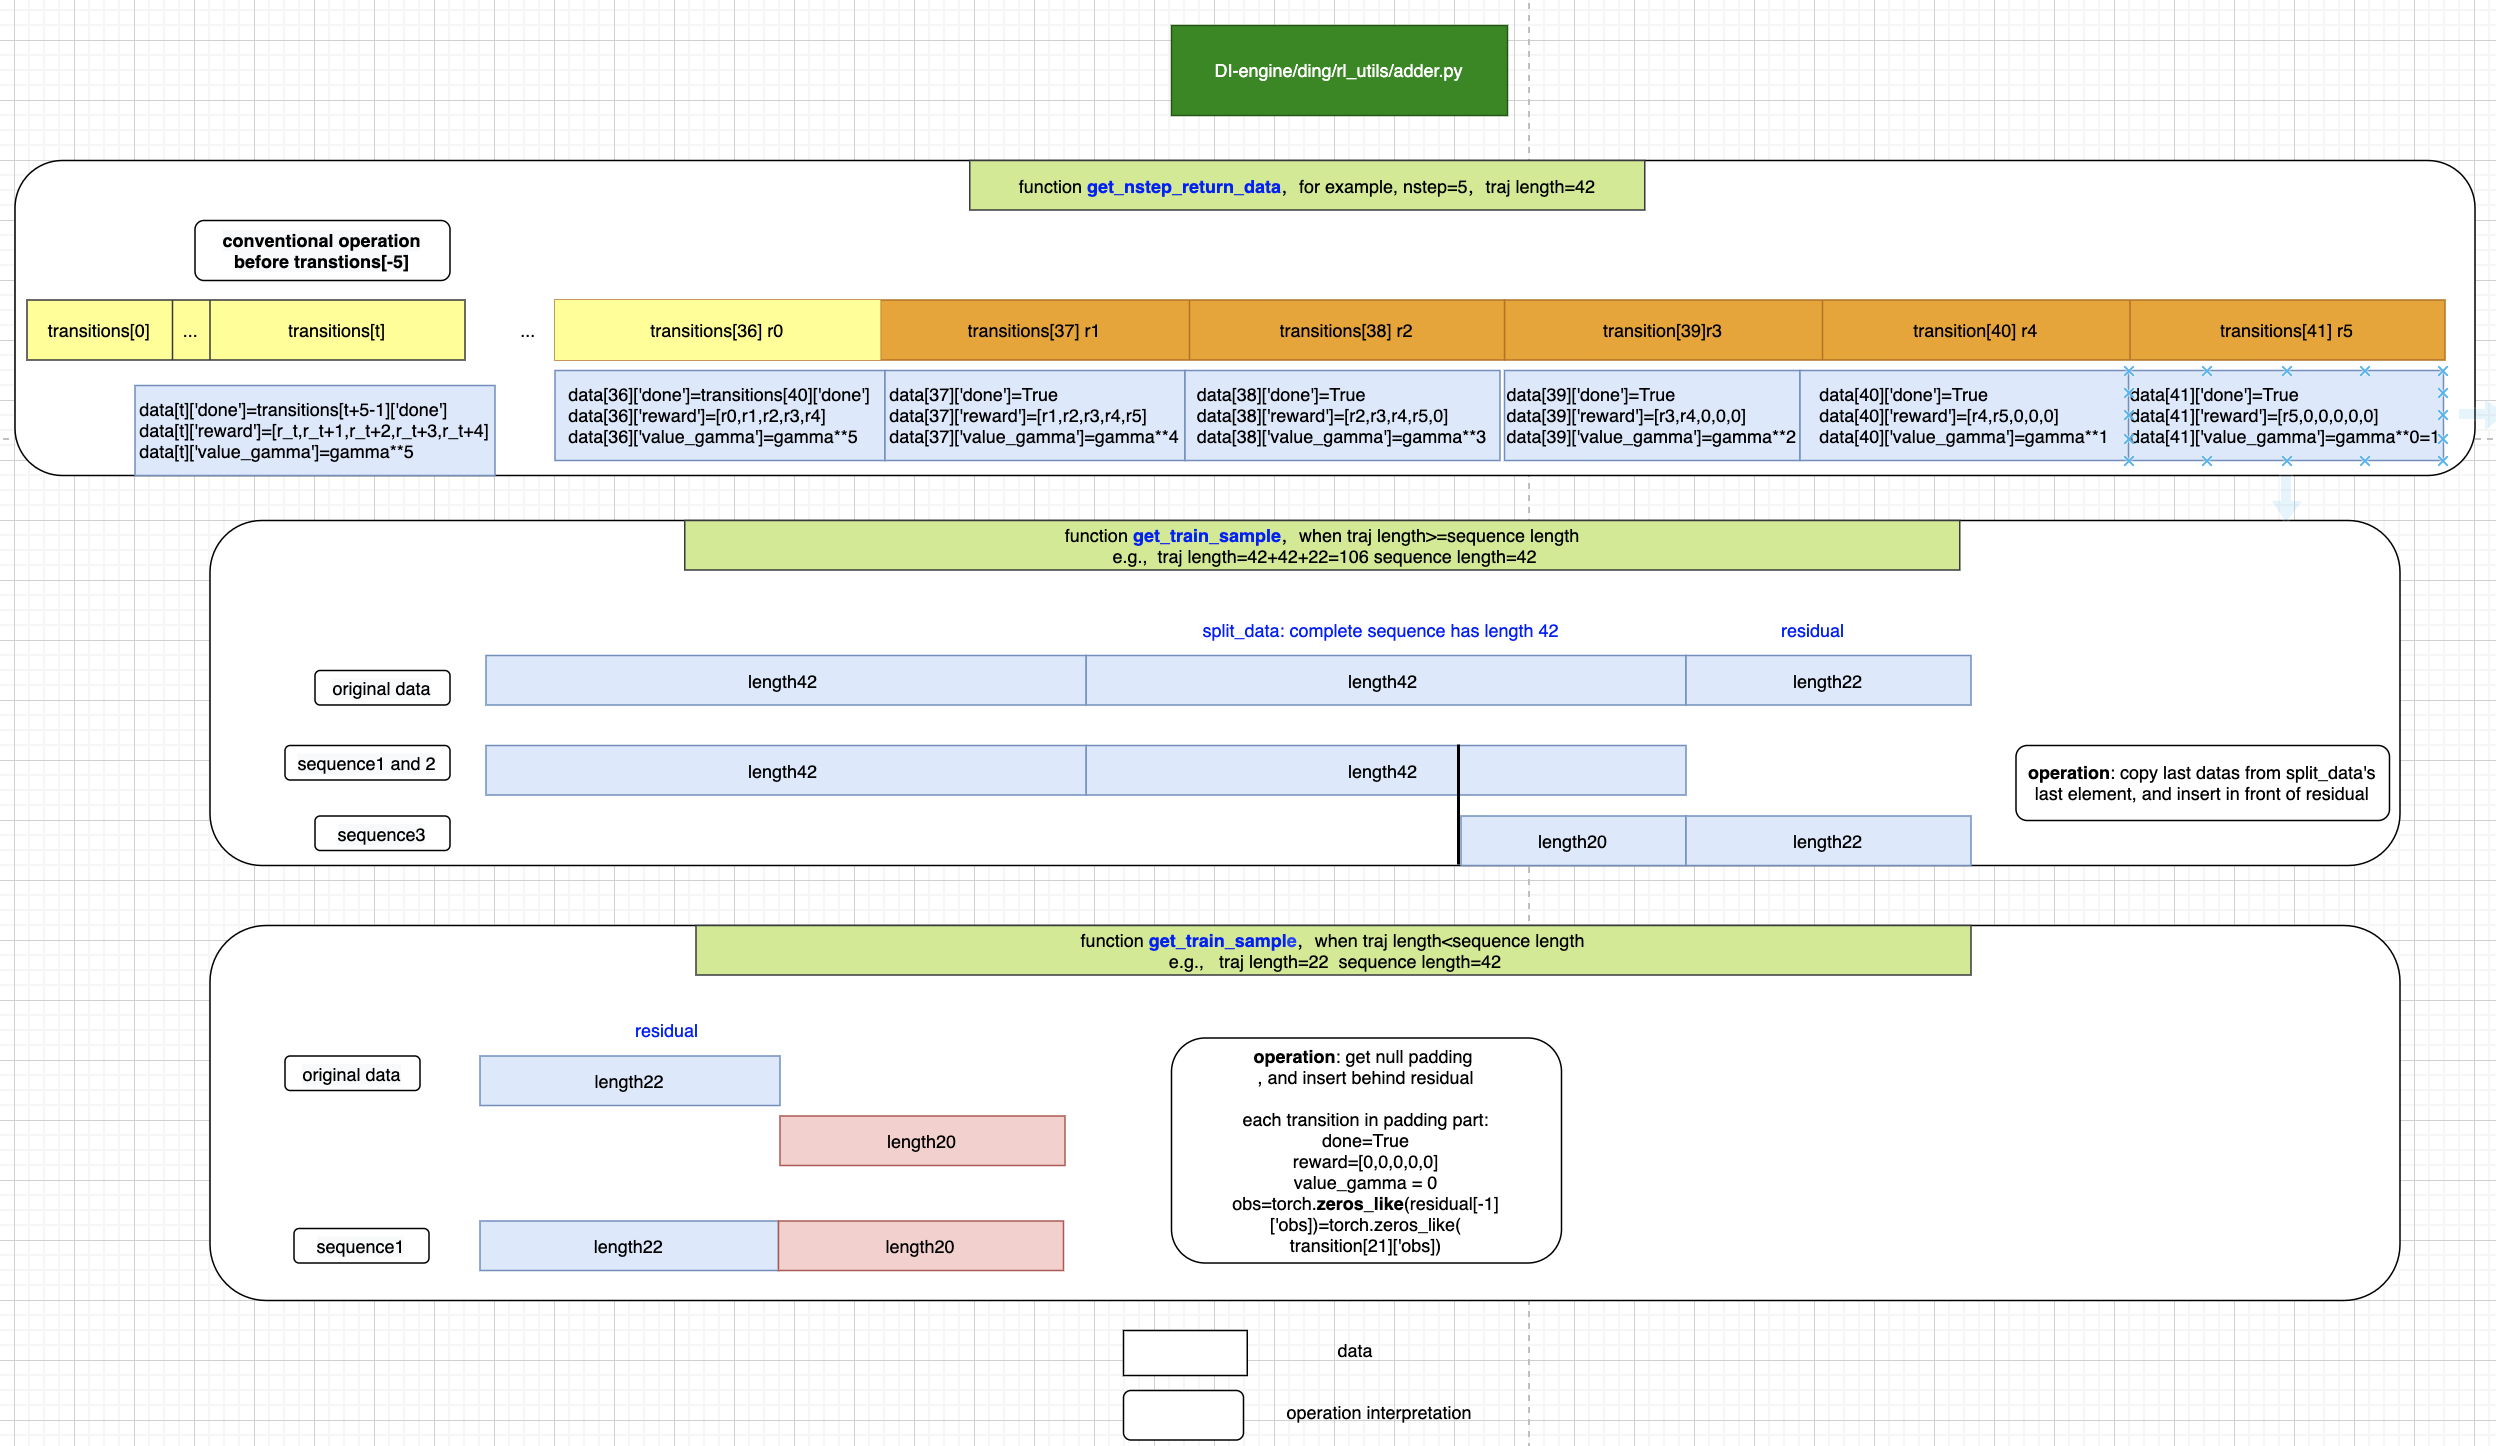 DI-engine/ding/rl_utils/adder.py
function get_nstep_return_data,  for example, nstep=5,  traj length=42
conventional operation
before transtions[-5]
transitions[0]
...
transitions[t]
...
transitions[36] r0
transitions[37] r1
transitions[38] r2
transition[39]r3
transition[40] r4
transitions[41] r5
data[t]['done']=transitions[t+5-1]['done']
data[t]['reward']=[r_t,r_t+1,r_t+2,r_t+3,r_t+4]
data[t]['value_gamma']=gamma**5
data[36]['done']=transitions[40]['done']
data[36]['reward']=[r0,r1,r2,r3,r4]
data[36]['value_gamma']=gamma**5
data[37]['done']=True
data[37]['reward']=[r1,r2,r3,r4,r5]
data[37]['value_gamma']=gamma**4
data[38]['done']=True
data[38]['reward']=[r2,r3,r4,r5,0]
data[38]['value_gamma']=gamma**3
data[39]['done']=True
data[39]['reward']=[r3,r4,0,0,0]
data[39]['value_gamma']=gamma**2
data[40]['done']=True
data[40]['reward']=[r4,r5,0,0,0]
data[40]['value_gamma']=gamma**1
data[41]['done']=True
data[41]['reward']=[r5,0,0,0,0,0]
data[41]['value_gamma']=gamma**0=1
function get_train_sample,  when traj length>=sequence length
e.g.,  traj length=42+42+22=106 sequence length=42
split_data: complete sequence has length 42
residual
original data
length42
length42
length22
sequence1 and 2
length42
length42
operation: copy last datas from split_data's
last element, and insert in front of residual
sequence3
length20
length22
function get_train_sample,  when traj length<sequence length
e.g.,   traj length=22  sequence length=42
residual
original data
length22
length20
sequence1
length22
length20
operation: get null padding
, and insert behind residual
each transition in padding part:
done=True
reward=[0,0,0,0,0]
value_gamma = 0
obs=torch.zeros_like(residual[-1]
['obs])=torch.zeros_like(
transition[21]['obs])
data
operation interpretation